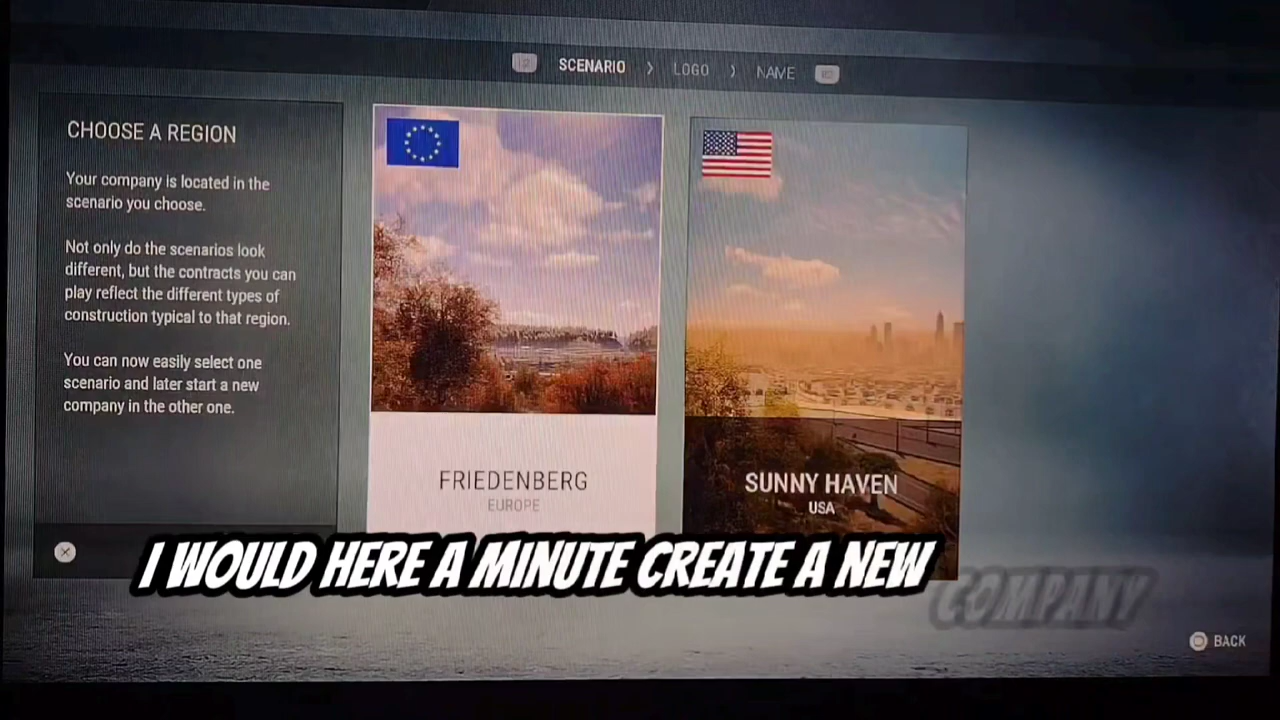 SCENARIO
LOGO
NAME
CHOOSE A REGION
Your company is located in the
scenario you choose.
Not only do the scenarios look
different, but the contracts you can
play reflect the different types of
construction typical to that region.
You can now easily select one
scenario and later start a new
company in the other one.
FRIEDENBERG
EUROPE
SUNNY HAVEN
USA
I WOULD HERE A MINUTE CREATE A NEW
COMPANY
BACK